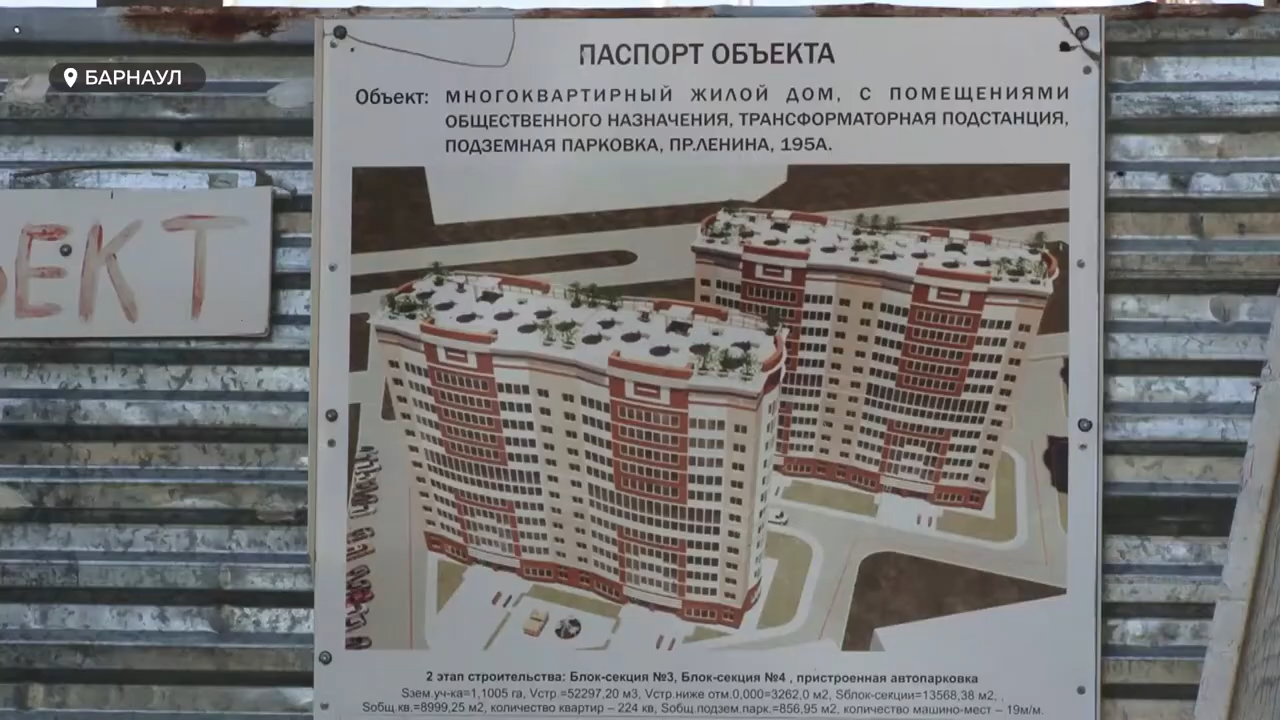 БАРНАУЛ
ПАСПОРТ ОБЪЕКТА
Объект: МНОГОКВАРТИРНЫЙ ЖИЛОЙ ДОМ, С ПОМЕЩЕНИЯМИ
ОБЩЕСТВЕННОГО НАЗНАЧЕНИЯ, ТРАНСФОРМАТОРНАЯ ПОДСТАНЦИЯ,
ПОДЗЕМНАЯ ПАРКОВКА, ПР.ЛЕНИНА, 195А.
ЕКТ
2 этап строительства: Блок-секция №3, Блок-секция №4 , пристроенная автопарковка
Sзем.уч-ка=1,1005 га, Vстр =52297,20 м3, Vстр.ниже отм.0,000=3262,0 м2, Sблок-секции=13568,38 м2, .
Sобщ.кв.=8999,25 м2, количество квартир – 224 кв, Sобщ.подзем.парк.=856,95 м2, количество машино-мест – 19м/м.